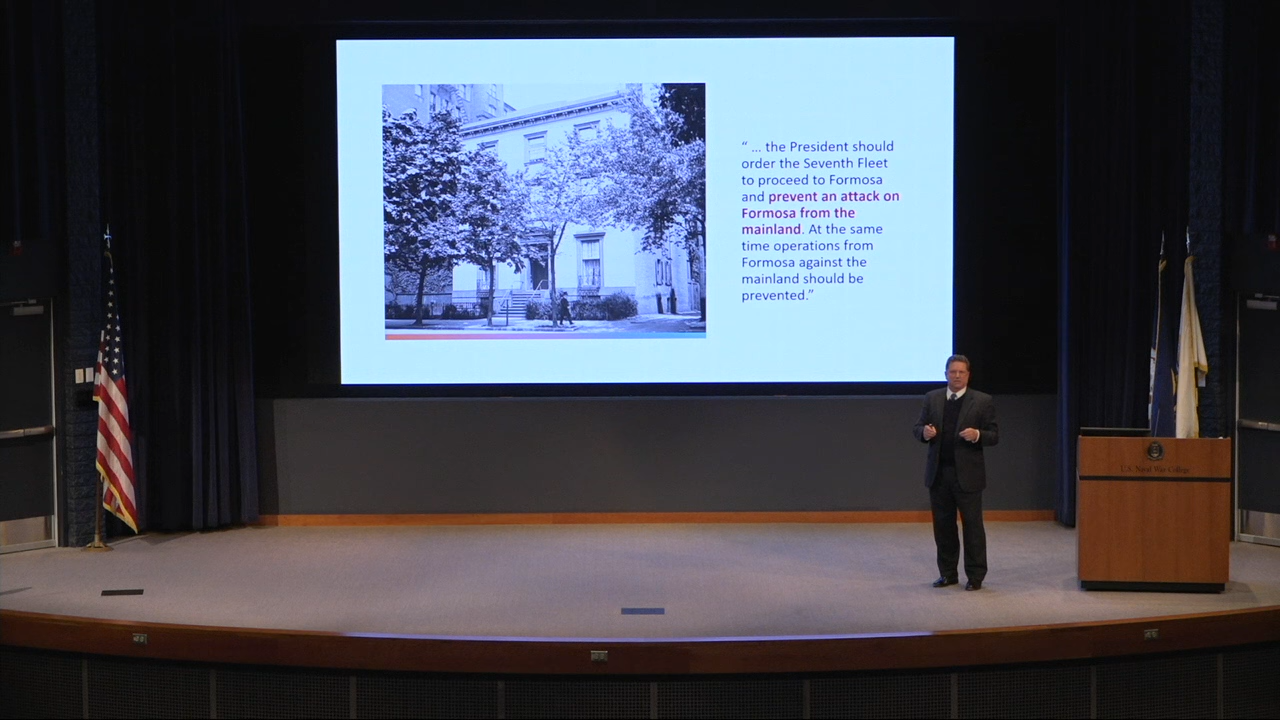 “ ... the President should
order the Seventh Fleet
to proceed to Formosa
and prevent an attack on
Formosa from the
mainland. At the same
time operations from
Formosa against the
mainland should be
prevented.”
U.S. Naval War College